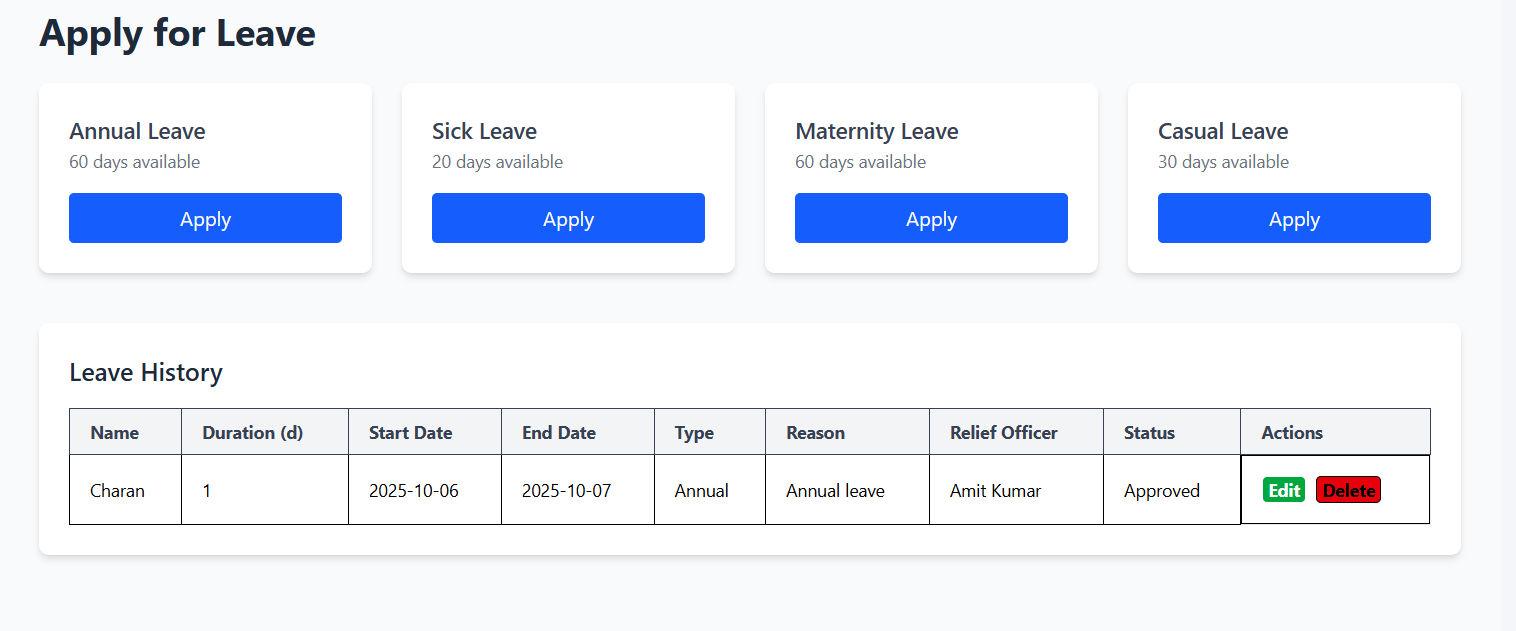 Apply for Leave
Annual Leave
60 days available
Apply
Sick Leave
20 days available
Apply
Maternity Leave
60 days available
Apply
Casual Leave
30 days available
Apply
Leave History
Name Duration (d) Start Date End Date Type Reason Relief Officer Status Actions
Charan 1 2025-10-06 2025-10-07 Annual Annual leave Amit Kumar Approved Edit Delete